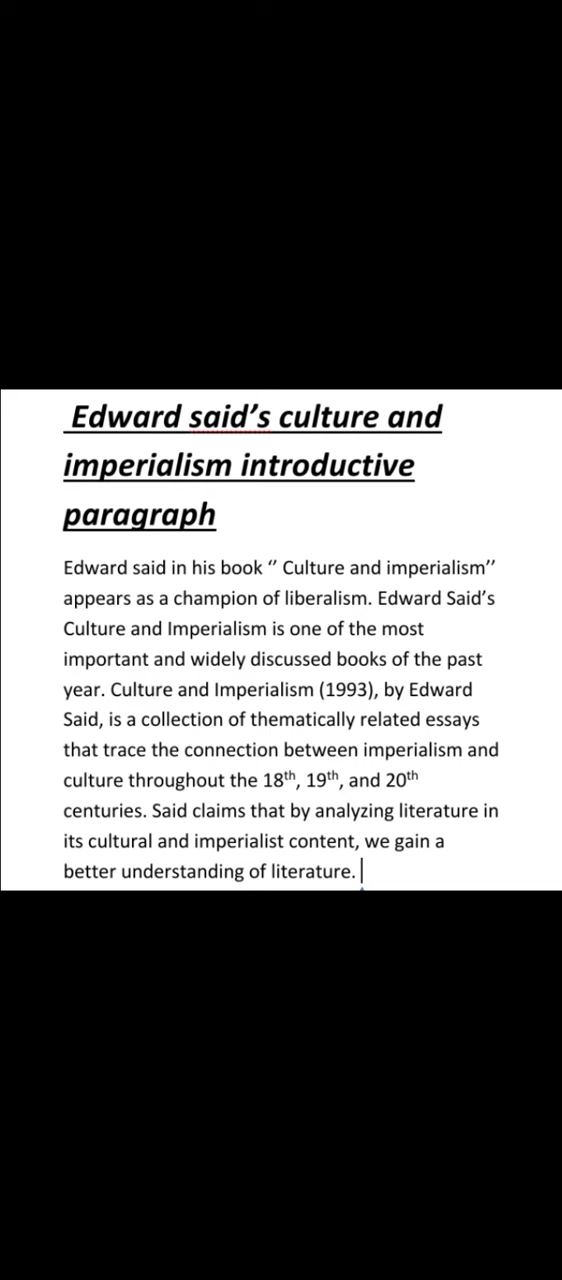 Edward said's culture and
imperialism introductive
paragraph
Edward said in his book “ Culture and imperialism’’
appears as a champion of liberalism. Edward Said’s
Culture and Imperialism is one of the most
important and widely discussed books of the past
year. Culture and Imperialism (1993), by Edward
Said, is a collection of thematically related essays
that trace the connection between imperialism and
culture throughout the 18th, 19th, and 20th
centuries. Said claims that by analyzing literature in
its cultural and imperialist content, we gain a
better understanding of literature.